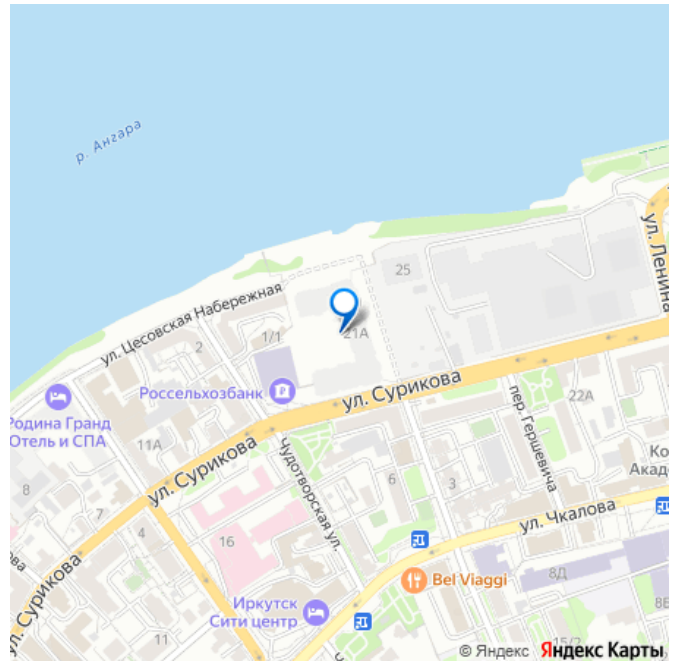 р. Ангара
ул. Ленина
25
ул. Цесовская Набережная
21А
1/1
2
Россельхозбанк
ул. Сурикова
22А
пер. Гершевича
Родина Гранд
Отель и СПА
11А
Ко
Акад
8
7
ул. Сурикова
Чудотворская ул.
6
3
4
16
ул. Чкалова
ул. Сурикова
Bel Viaggi
8Д
Иркутск
Сити центр
8Б
13
15/2
© Яндекс Яндекс Карты